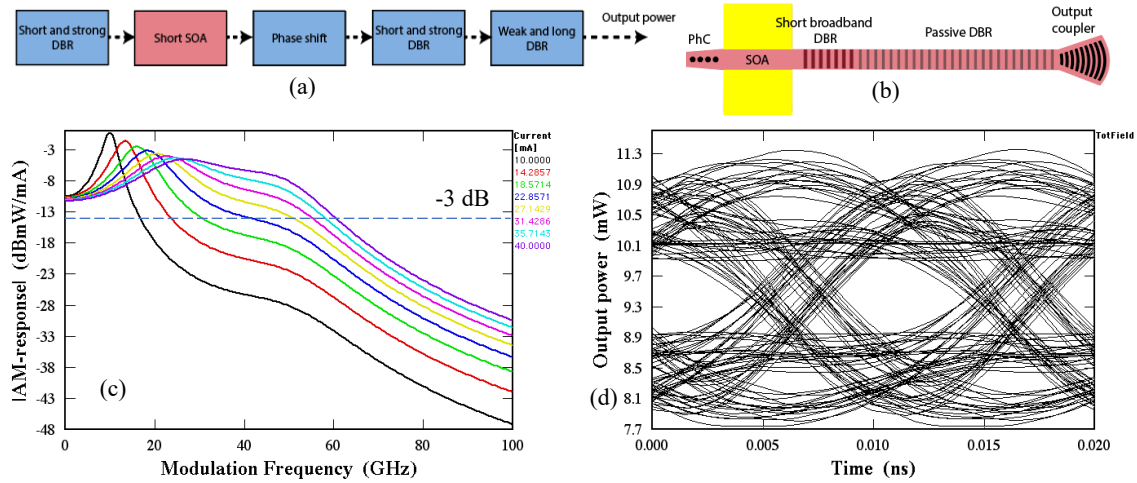 Short and strong
DBR
Short SOA
Phase shift
Short and strong
DBR
Weak and long
DBR
Output power
(a)
PhC
SOA
Short broadband
DBR
Passive DBR
Output
coupler
(b)
|AM-response| (dBmW/mA)
-3
-8
-13
-18
-23
-28
-33
-38
-43
-48
0
20
40
60
80
100
Modulation Frequency (GHz)
(c)
-3 dB
Current
[mA]
10.0000
14.2857
18.5714
22.8571
27.1429
31.4286
35.7143
40.0000
Output power (mW)
11.3
10.9
10.5
10.1
9.7
9.3
8.9
8.5
8.1
7.7
0.000
0.005
0.010
0.015
0.020
Time (ns)
(d)
TotField